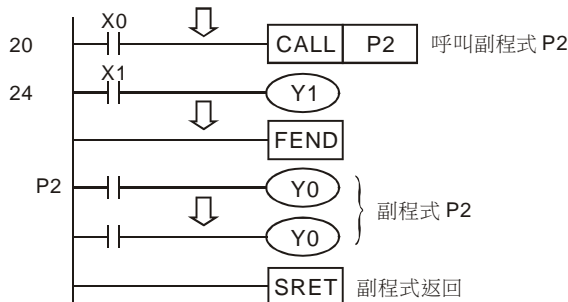 X0
20 CALL P2 呼叫副程式 P2
X1
24 Y1
FEND
P2 Y0
副程式 P2
Y0
SRET 副程式返回